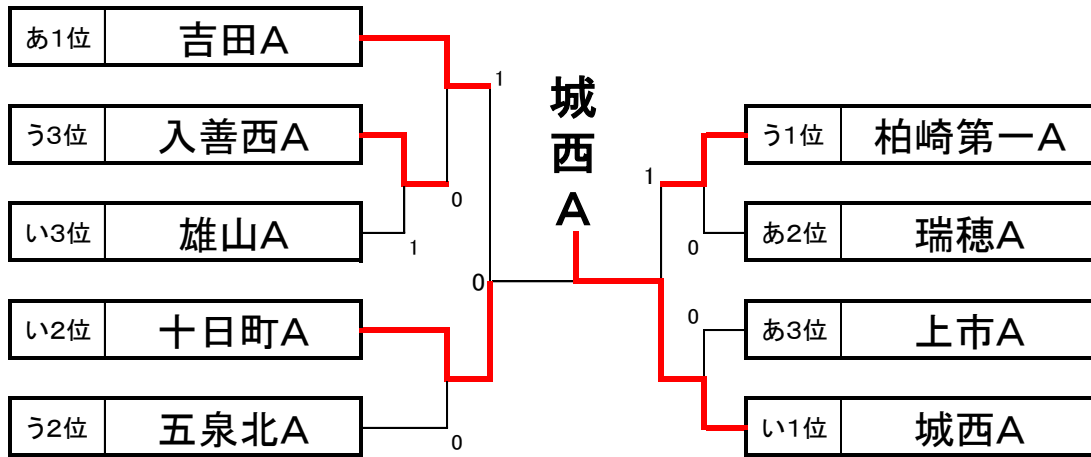 あ1位 吉田A
1
う3位 入善西A
0
い3位 雄山A
1
0
い2位 十日町A
う2位 五泉北A
0
城西A
う1位 柏崎第一A
1
あ2位 瑞穂A
0
あ3位 上市A
0
い1位 城西A